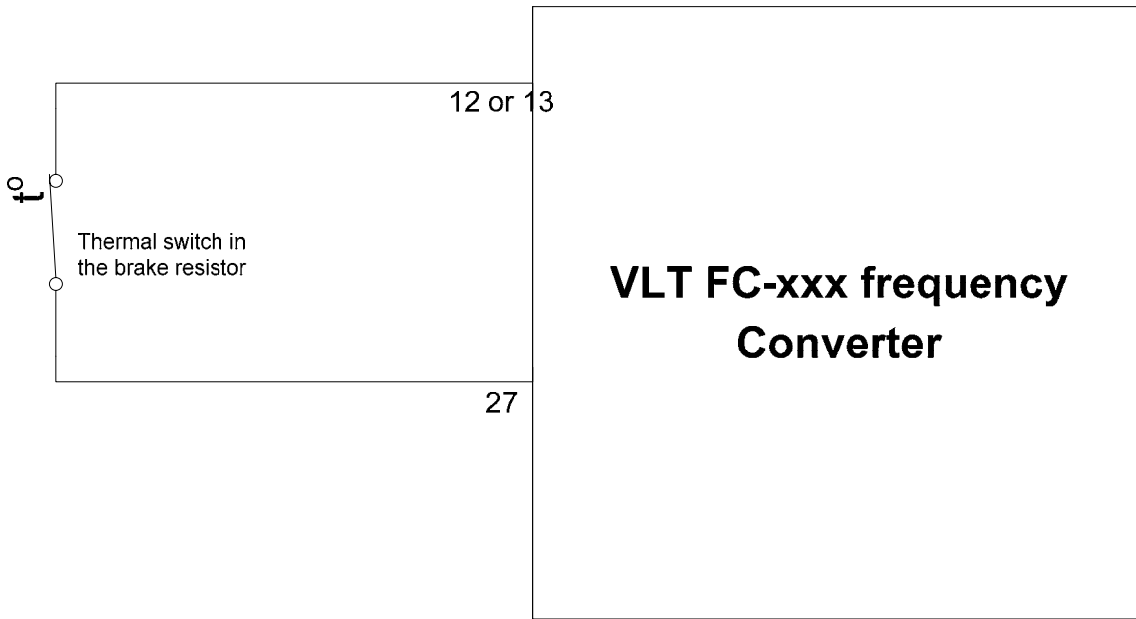 12 or 13
t°
Thermal switch in
the brake resistor
VLT FC-xxx frequency
Converter
27